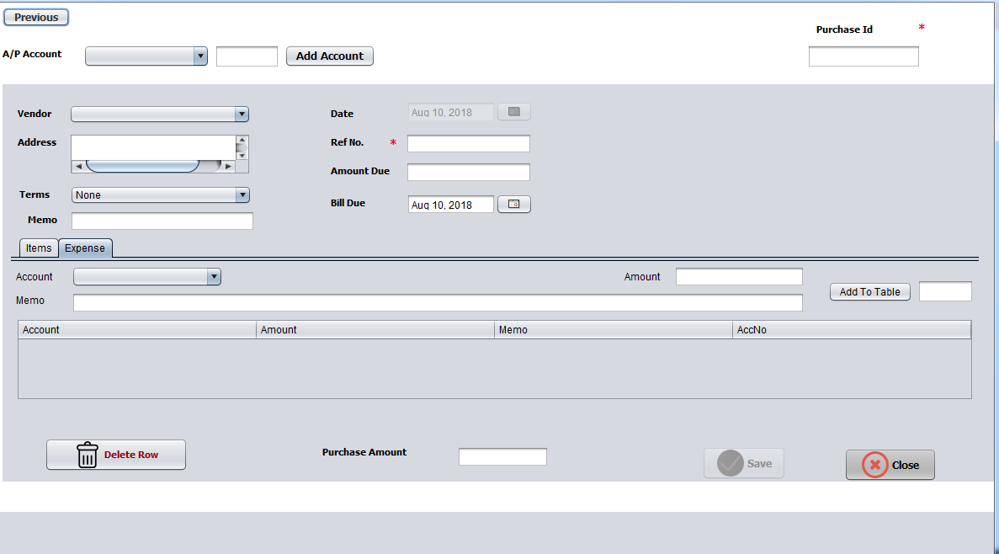 Previous
Purchase Id *
A/P Account Add Account
Vendor Date Aug 10, 2018
Address Ref No. *
Amount Due
Terms None
Bill Due Aug 10, 2018
Memo
Items Expense
Account Amount
Add To Table
Memo
Account Amount Memo AccNo
Delete Row Purchase Amount Save Close